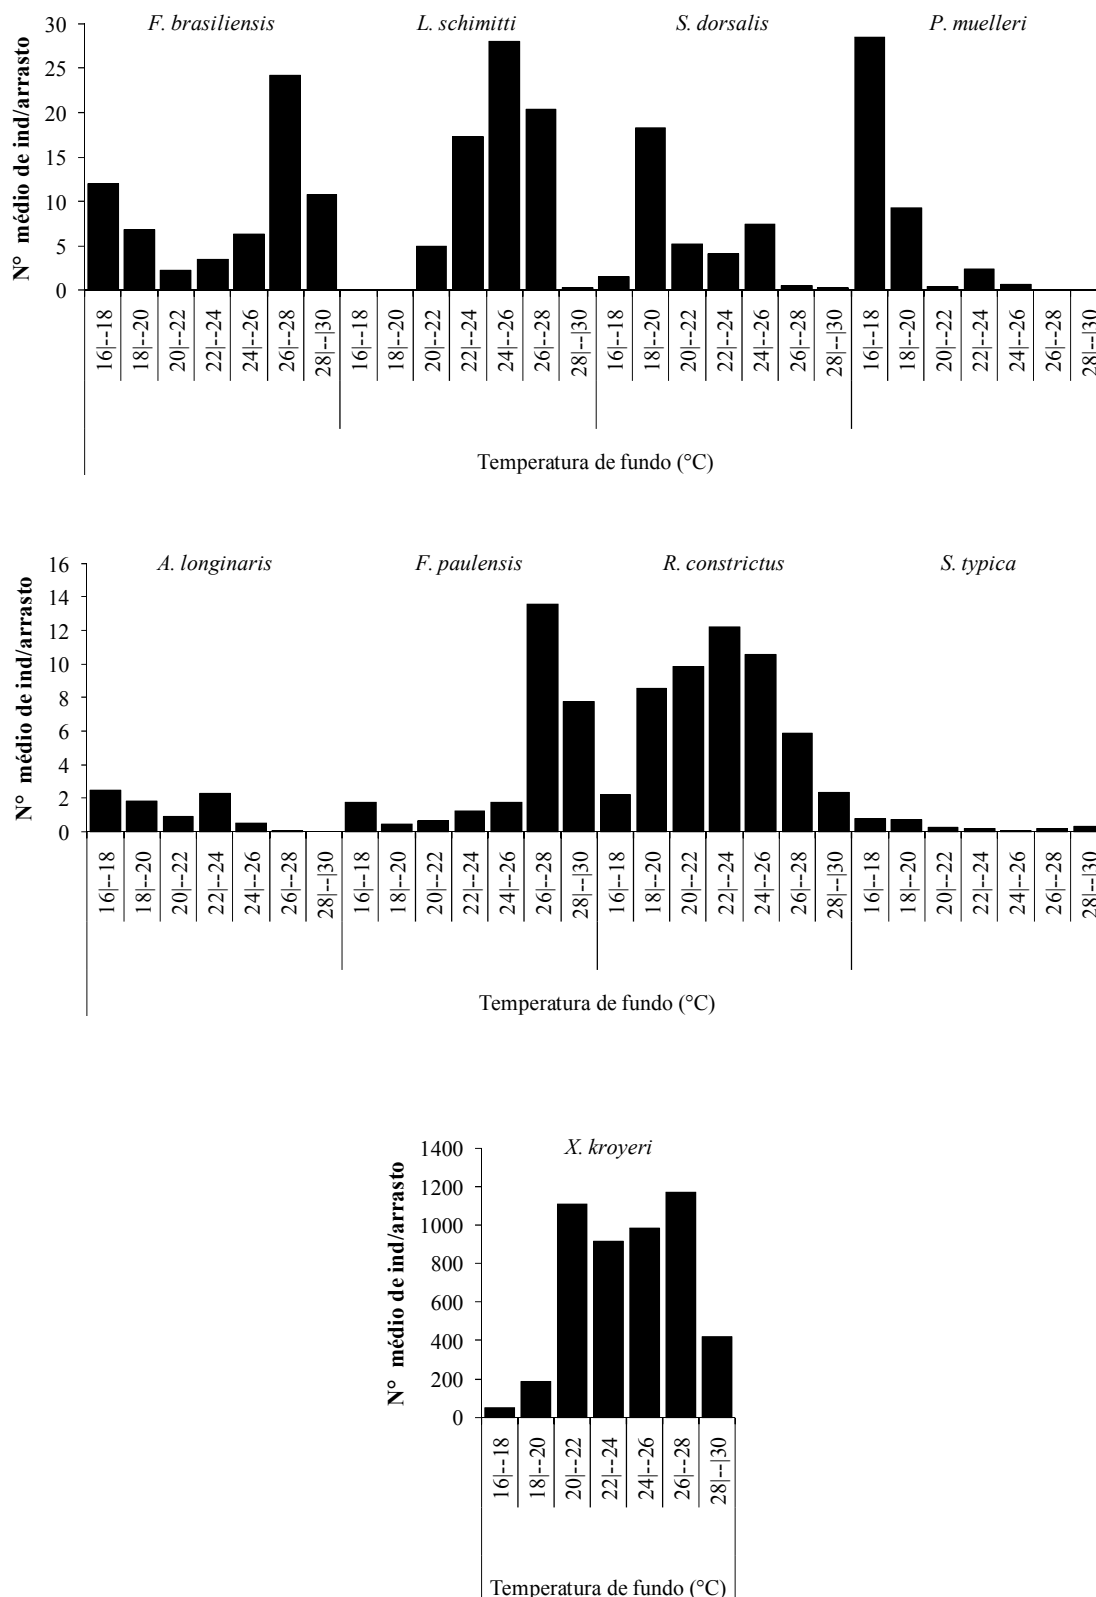 F. brasiliensis L. schimitti S. dorsalis P. muelleri
N° médio de ind/arrasto
30
25
20
15
10
5
0
16|--18 18|--20 20|--22 22|--24 24|--26 26|--28 28|--|30 16|--18 18|--20 20|--22 22|--24 24|--26 26|--28 28|--|30 16|--18 18|--20 20|--22 22|--24 24|--26 26|--28 28|--|30 16|--18 18|--20 20|--22 22|--24 24|--26 26|--28 28|--|30
Temperatura de fundo (°C)
A. longinaris F. paulensis R. constrictus S. typica
N° médio de ind/arrasto
16
14
12
10
8
6
4
2
0
16|--18 18|--20 20|--22 22|--24 24|--26 26|--28 28|--|30 16|--18 18|--20 20|--22 22|--24 24|--26 26|--28 28|--|30 16|--18 18|--20 20|--22 22|--24 24|--26 26|--28 28|--|30 16|--18 18|--20 20|--22 22|--24 24|--26 26|--28 28|--|30
Temperatura de fundo (°C)
X. kroyeri
N° médio de ind/arrasto
1400
1200
1000
800
600
400
200
0
16|--18 18|--20 20|--22 22|--24 24|--26 26|--28 28|--|30
Temperatura de fundo (°C)